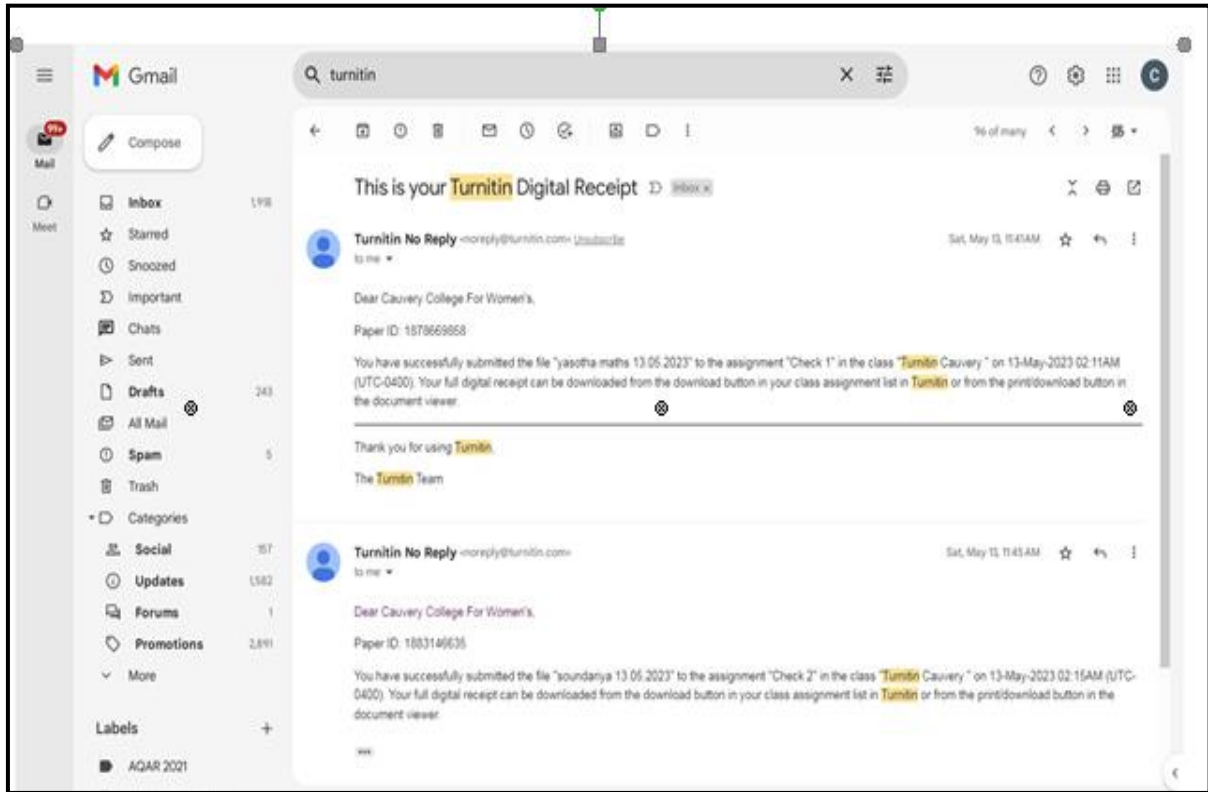 Gmail
turnitin
99+
Mail
Meet
Compose
96 of many
Inbox
Starred
Snoozed
Important
Chats
Sent
Drafts 243
All Mail
Spam 5
Trash
Categories
Social 157
Updates 1,582
Forums 1
Promotions 2,891
More
Labels +
AQAR 2021
C
This is your Turnitin Digital Receipt Inbox x
Turnitin No Reply <noreply@turnitin.com> Unsubscribe Sat, May 13, 11:41 AM
to me
Dear Cauvery College For Women's,
Paper ID: 1878669858
You have successfully submitted the file "yasotha maths 13.05.2023" to the assignment "Check 1" in the class "Turnitin Cauvery " on 13-May-2023 02:11AM
(UTC-0400). Your full digital receipt can be downloaded from the download button in your class assignment list in Turnitin or from the print/download button in
the document viewer.
Thank you for using Turnitin,
The Turnitin Team
Turnitin No Reply <noreply@turnitin.com> Sat, May 13, 11:45 AM
to me
Dear Cauvery College For Women's,
Paper ID: 1883146635
You have successfully submitted the file "soundariya 13.05.2023" to the assignment "Check 2" in the class "Turnitin Cauvery " on 13-May-2023 02:15AM (UTC-
0400). Your full digital receipt can be downloaded from the download button in your class assignment list in Turnitin or from the print/download button in the
document viewer.